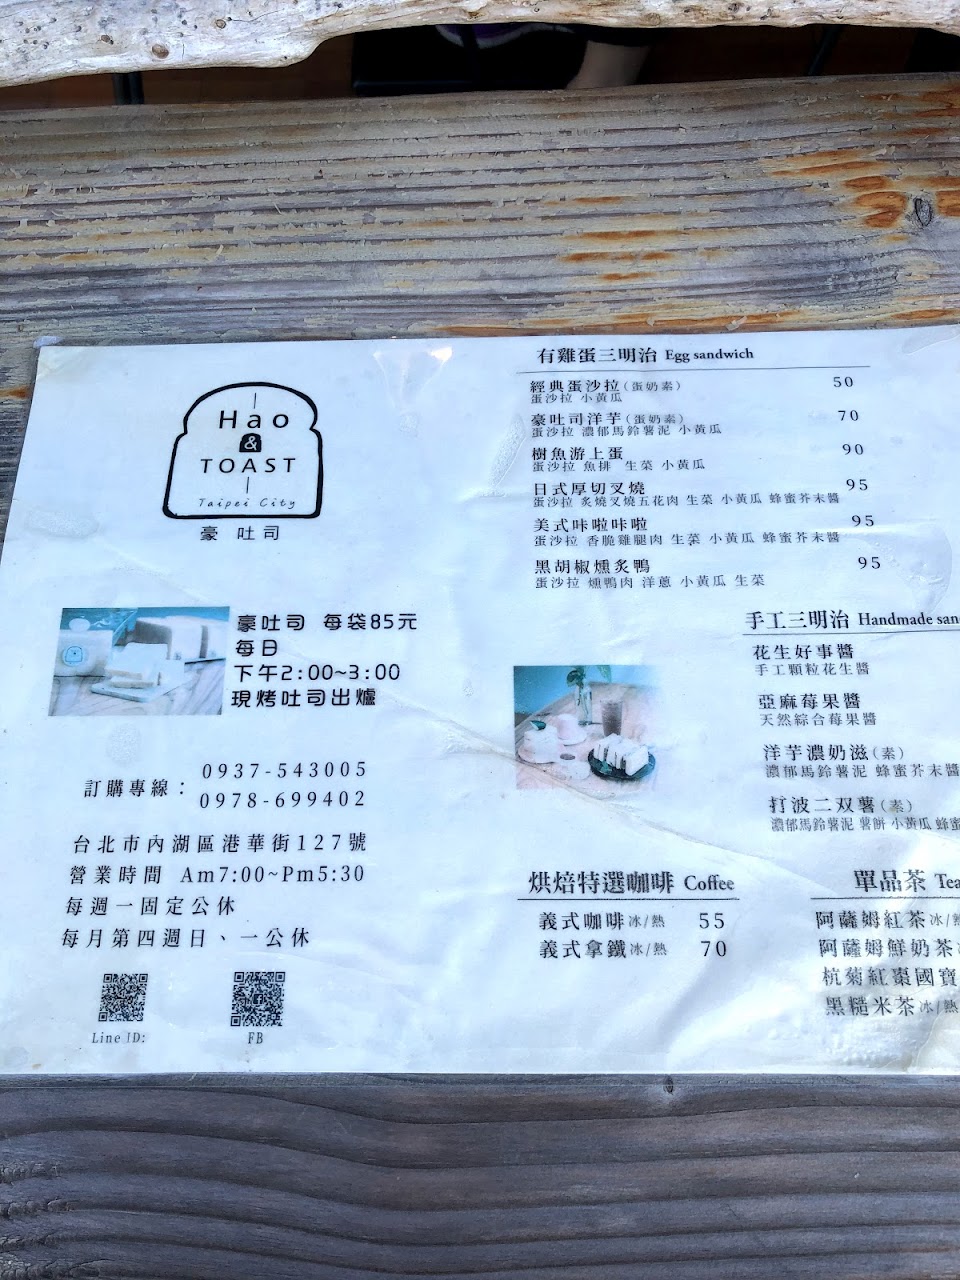 Hao
&
TOAST
Taipei City
豪 吐 司
豪吐司 每袋85元
每日
下午2:00~3:00
現烤吐司出爐
訂購專線：
0937-543005
0978-699402
台北市內湖區港華街127號
營業時間 Am7:00~Pm5:30
每週一固定公休
每月第四週日、一公休
Line ID:
FB
有雞蛋三明治 Egg sandwich
經典蛋沙拉(蛋奶素) 50
蛋沙拉 小黃瓜
豪吐司洋芋(蛋奶素) 70
蛋沙拉 濃郁馬鈴薯泥 小黃瓜
樹魚游上蛋 90
蛋沙拉 魚排 生菜 小黃瓜
日式厚切叉燒 95
蛋沙拉 炙燒叉燒五花肉 生菜 小黃瓜 蜂蜜芥末醬
美式咔啦咔啦 95
蛋沙拉 香脆雞腿肉 生菜 小黃瓜 蜂蜜芥末醬
黑胡椒燻炙鴨 95
蛋沙拉 燻鴨肉 洋蔥 小黃瓜 生菜
手工三明治 Handmade san
花生好事醬
手工顆粒花生醬
亞麻莓果醬
天然綜合莓果醬
洋芋濃奶滋(素)
濃郁馬鈴薯泥 蜂蜜芥末醬
打波二双薯(素)
濃郁馬鈴薯泥 薯餅 小黃瓜 蜂蜜
烘焙特選咖啡 Coffee
義式咖啡冰/熱 55
義式拿鐵冰/熱 70
單品茶 Tea
阿薩姆紅茶冰/熱
阿薩姆鮮奶茶
杭菊紅棗國寶
黑糙米茶冰/熱